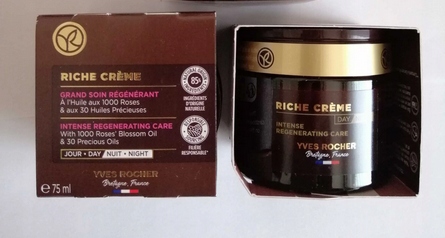 RICHE CRÈME
GRAND SOIN RÉGÉNÉRANT
À l'Huile aux 1000 Roses
& aux 30 Huiles Précieuses
INTENSE REGENERATING CARE
With 1000 Roses' Blossom Oil
& 30 Precious Oils
JOUR • DAY / NUIT • NIGHT
YVES ROCHER
Bretagne, France
℮ 75 ml
85%
INGRÉDIENTS
D'ORIGINE
NATURELLE
FILIÈRE
RESPONSABLE*
RICHE CRÈME
DAY
INTENSE
REGENERATING CARE
YVES ROCHER
Bretagne, France